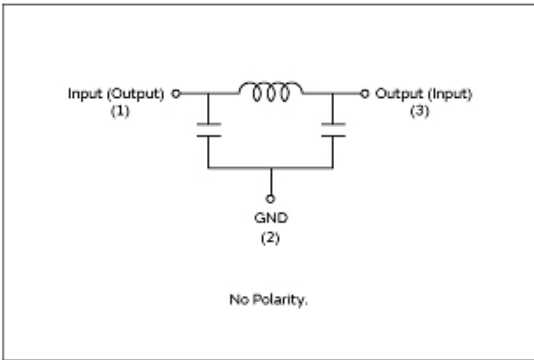 Input (Output)
(1)
Output (Input)
(3)
GND
(2)
No Polarity.